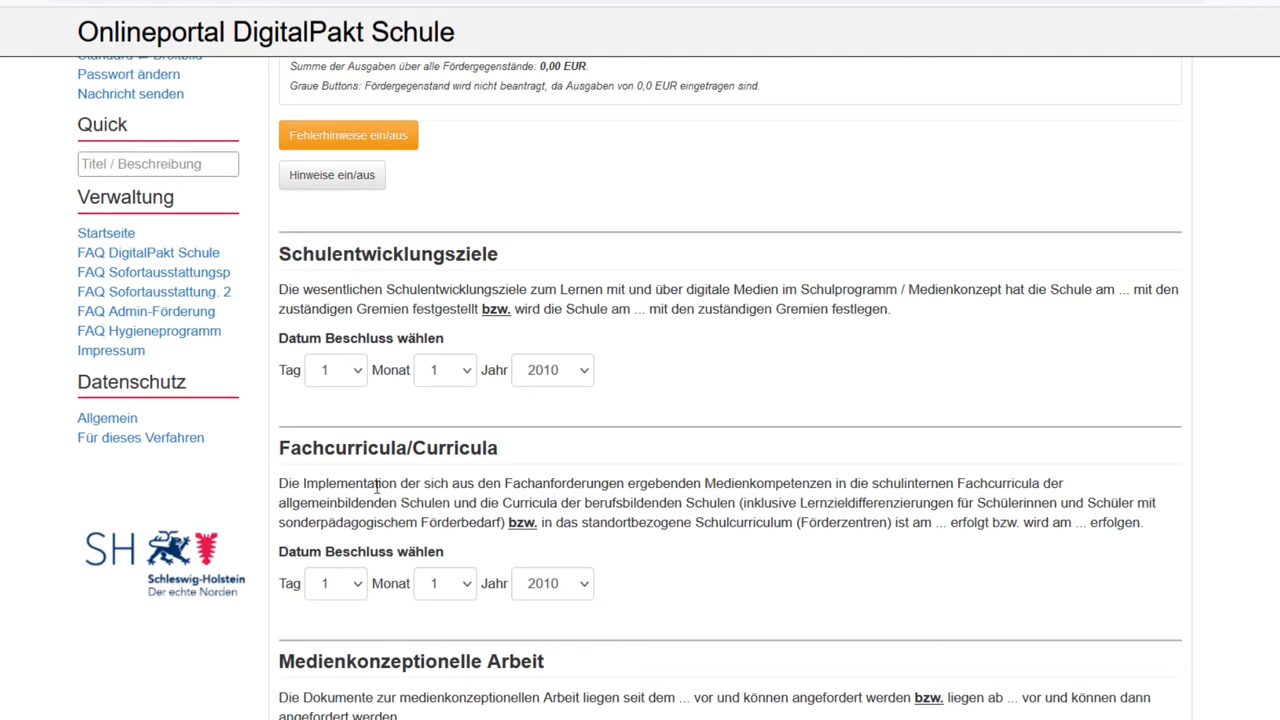 Onlineportal DigitalPakt Schule
Passwort ändern
Nachricht senden
Quick
Titel / Beschreibung
Verwaltung
Startseite
FAQ DigitalPakt Schule
FAQ Sofortausstattungsp
FAQ Sofortausstattung. 2
FAQ Admin-Förderung
FAQ Hygieneprogramm
Impressum
Datenschutz
Allgemein
Für dieses Verfahren
SH
Schleswig-Holstein
Der echte Norden
Summe der Ausgaben über alle Fördergegenstände: 0,00 EUR.
Graue Buttons: Fördergegenstand wird nicht beantragt, da Ausgaben von 0,0 EUR eingetragen sind.
Fehlerhinweise ein/aus
Hinweise ein/aus
Schulentwicklungsziele
Die wesentlichen Schulentwicklungsziele zum Lernen mit und über digitale Medien im Schulprogramm / Medienkonzept hat die Schule am ... mit den
zuständigen Gremien festgestellt bzw. wird die Schule am ... mit den zuständigen Gremien festlegen.
Datum Beschluss wählen
Tag 1 Monat 1 Jahr 2010
Fachcurricula/Curricula
Die Implementation der sich aus den Fachanforderungen ergebenden Medienkompetenzen in die schulinternen Fachcurricula der
allgemeinbildenden Schulen und die Curricula der berufsbildenden Schulen (inklusive Lernzieldifferenzierungen für Schülerinnen und Schüler mit
sonderpädagogischem Förderbedarf) bzw. in das standortbezogene Schulcurriculum (Förderzentren) ist am ... erfolgt bzw. wird am ... erfolgen.
Datum Beschluss wählen
Tag 1 Monat 1 Jahr 2010
Medienkonzeptionelle Arbeit
Die Dokumente zur medienkonzeptionellen Arbeit liegen seit dem ... vor und können angefordert werden bzw. liegen ab ... vor und können dann
angefordert werden